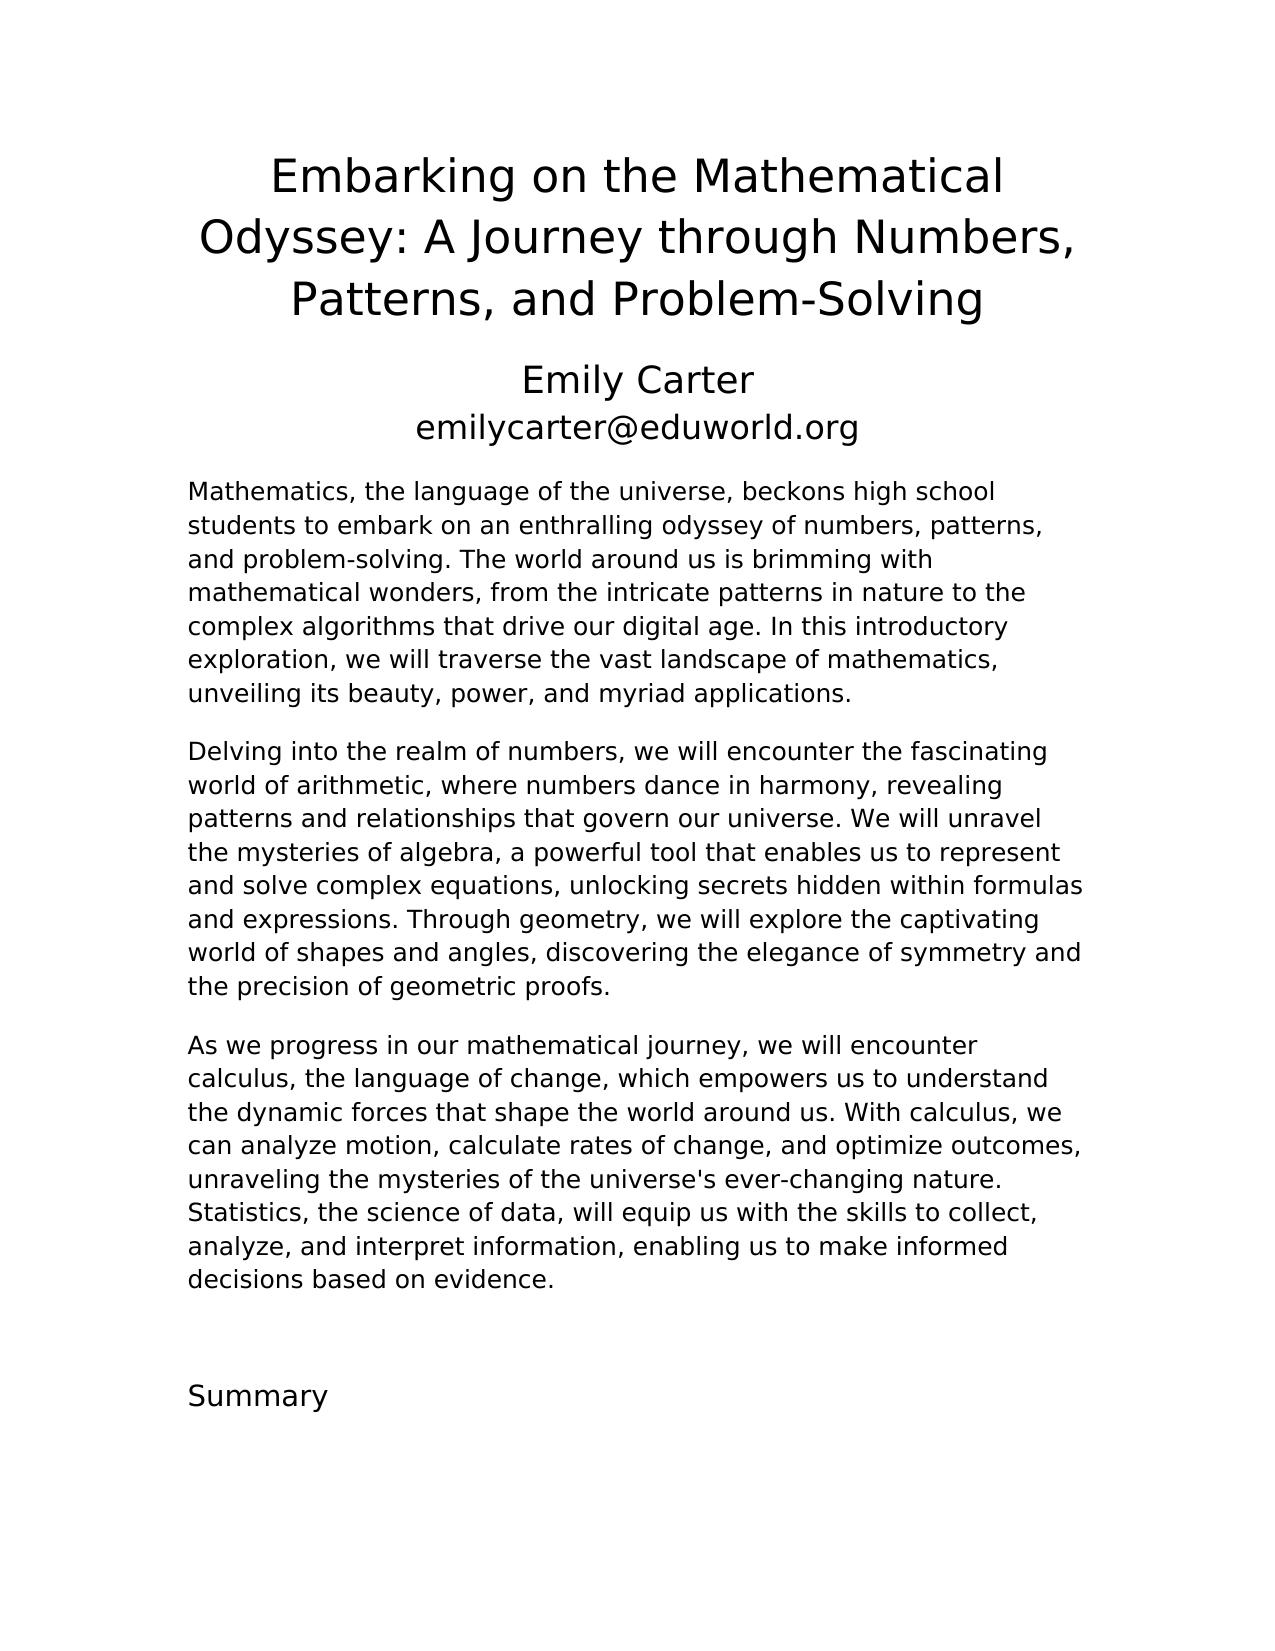 Embarking on the Mathematical
Odyssey: A Journey through Numbers,
Patterns, and Problem-Solving
Emily Carter
emilycarter@eduworld.org
Mathematics, the language of the universe, beckons high school
students to embark on an enthralling odyssey of numbers, patterns,
and problem-solving. The world around us is brimming with
mathematical wonders, from the intricate patterns in nature to the
complex algorithms that drive our digital age. In this introductory
exploration, we will traverse the vast landscape of mathematics,
unveiling its beauty, power, and myriad applications.
Delving into the realm of numbers, we will encounter the fascinating
world of arithmetic, where numbers dance in harmony, revealing
patterns and relationships that govern our universe. We will unravel
the mysteries of algebra, a powerful tool that enables us to represent
and solve complex equations, unlocking secrets hidden within formulas
and expressions. Through geometry, we will explore the captivating
world of shapes and angles, discovering the elegance of symmetry and
the precision of geometric proofs.
As we progress in our mathematical journey, we will encounter
calculus, the language of change, which empowers us to understand
the dynamic forces that shape the world around us. With calculus, we
can analyze motion, calculate rates of change, and optimize outcomes,
unraveling the mysteries of the universe's ever-changing nature.
Statistics, the science of data, will equip us with the skills to collect,
analyze, and interpret information, enabling us to make informed
decisions based on evidence.
Summary